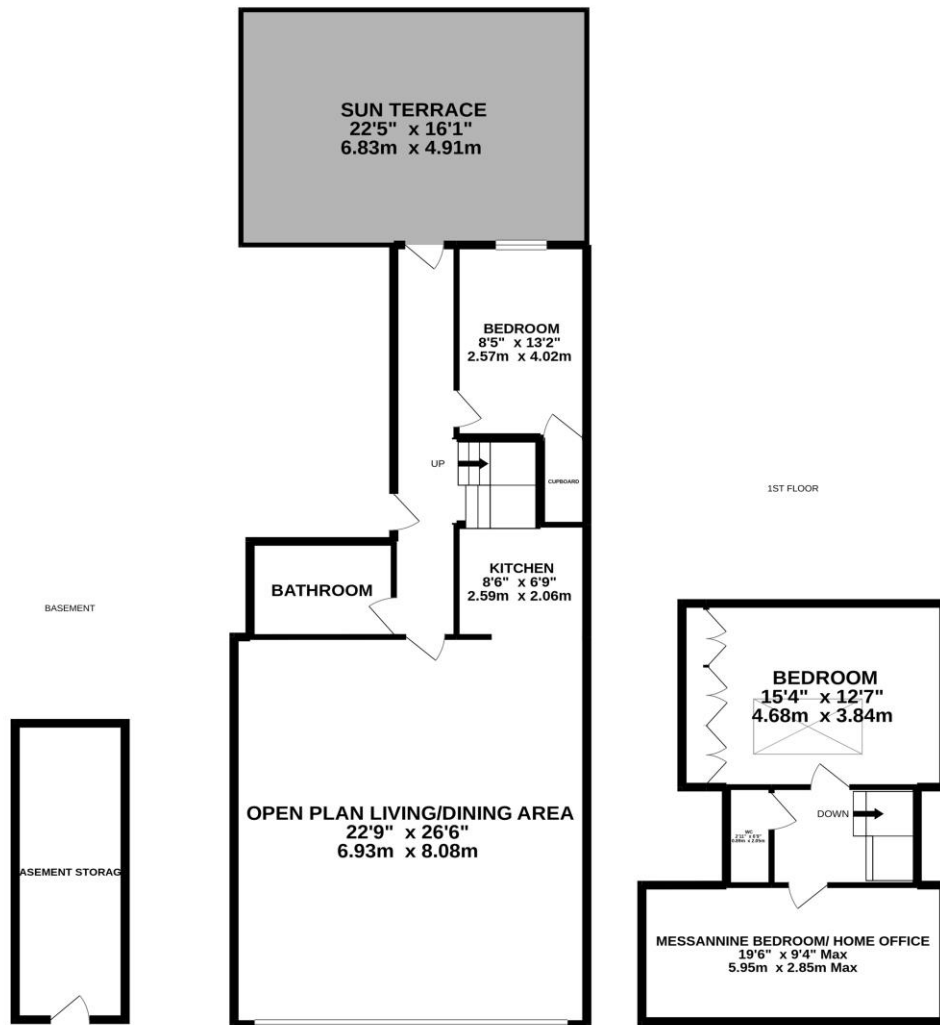 SUN TERRACE
22'5" x 16'1"
6.83m x 4.91m
BEDROOM
8'5" x 13'2"
2.57m x 4.02m
UP
CUPBOARD
KITCHEN
8'6" x 6'9"
2.59m x 2.06m
BATHROOM
OPEN PLAN LIVING/DINING AREA
22'9" x 26'6"
6.93m x 8.08m
BASEMENT
ASEMENT STORAG
1ST FLOOR
BEDROOM
15'4" x 12'7"
4.68m x 3.84m
DOWN
WC
MESSANNINE BEDROOM/ HOME OFFICE
19'6" x 9'4" Max
5.95m x 2.85m Max